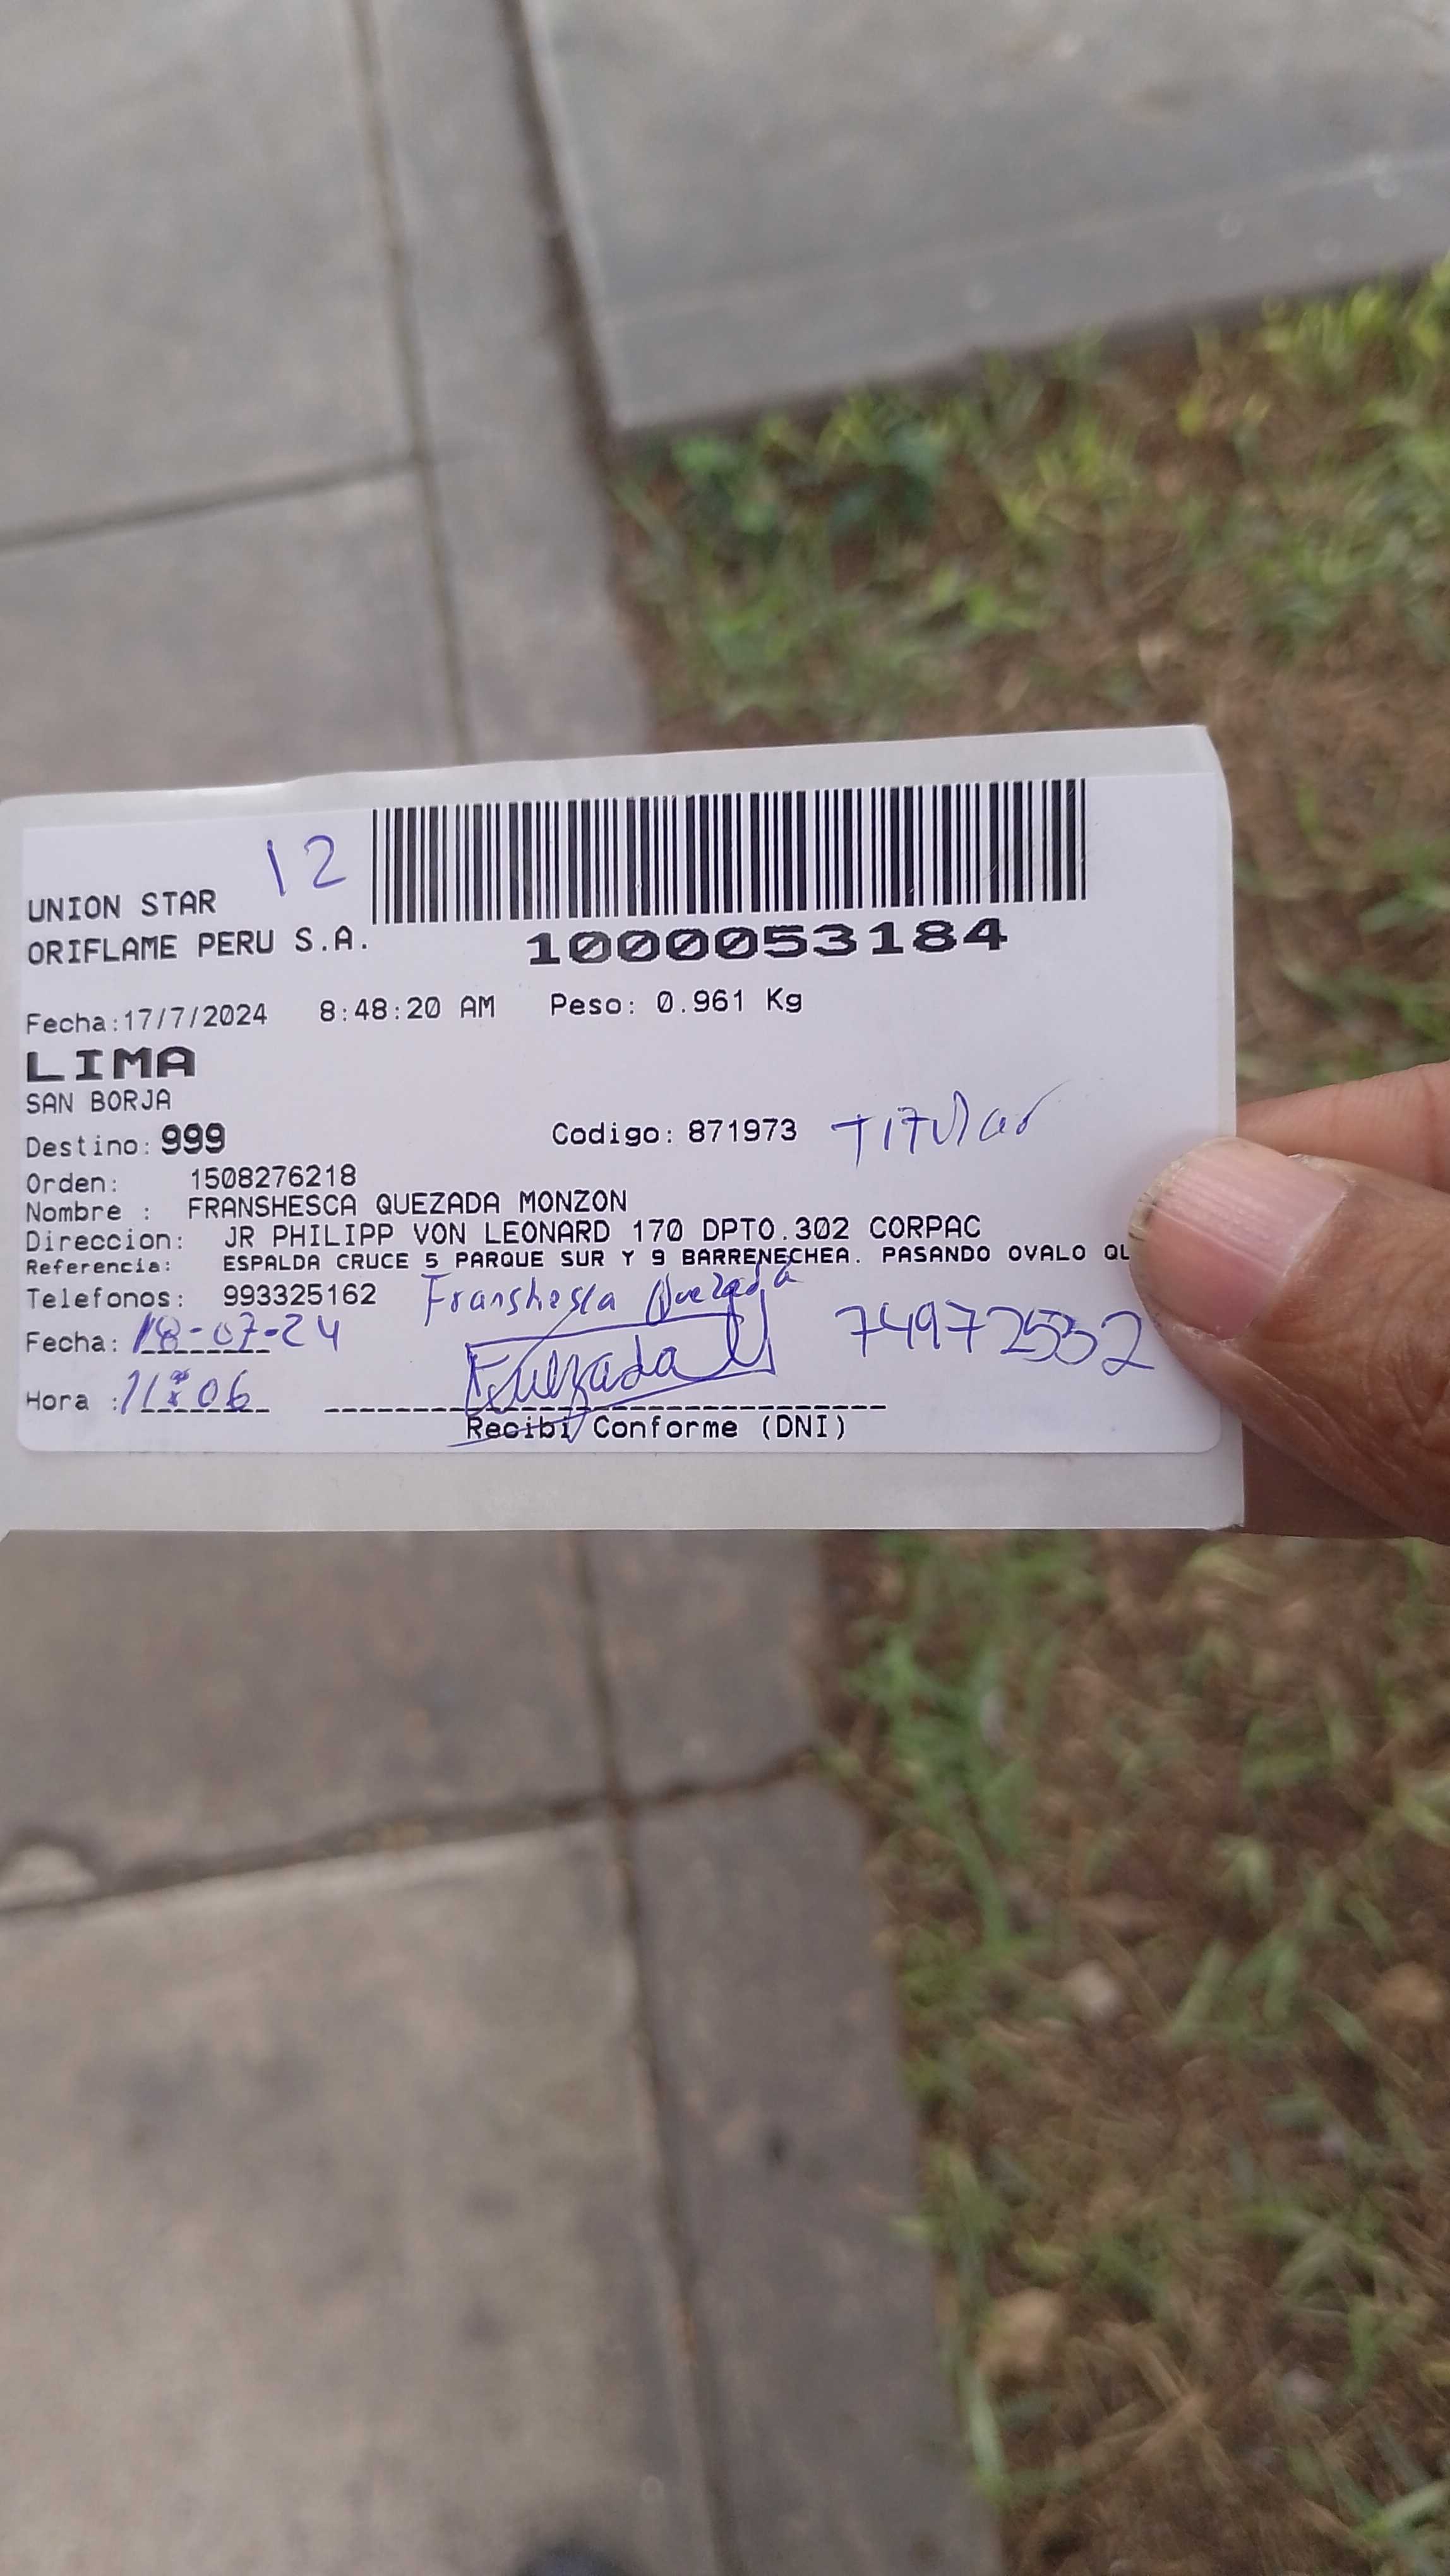 12
UNION STAR
ORIFLAME PERU S.A.
1000053184
Fecha:17/7/2024 8:48:20 AM Peso: 0.961 Kg
LIMA
SAN BORJA
Destino: 999 Codigo: 871973 TITULAR
Orden: 1508276218
Nombre : FRANSHESCA QUEZADA MONZON
Direccion: JR PHILIPP VON LEONARD 170 DPTO.302 CORPAC
Referencia: ESPALDA CRUCE 5 PARQUE SUR Y 9 BARRENECHEA. PASANDO OVALO QU
Telefonos: 993325162 Franshesca Quezada
Fecha: 18-07-24 74972532
Hora : 11:06
Recibi Conforme (DNI)